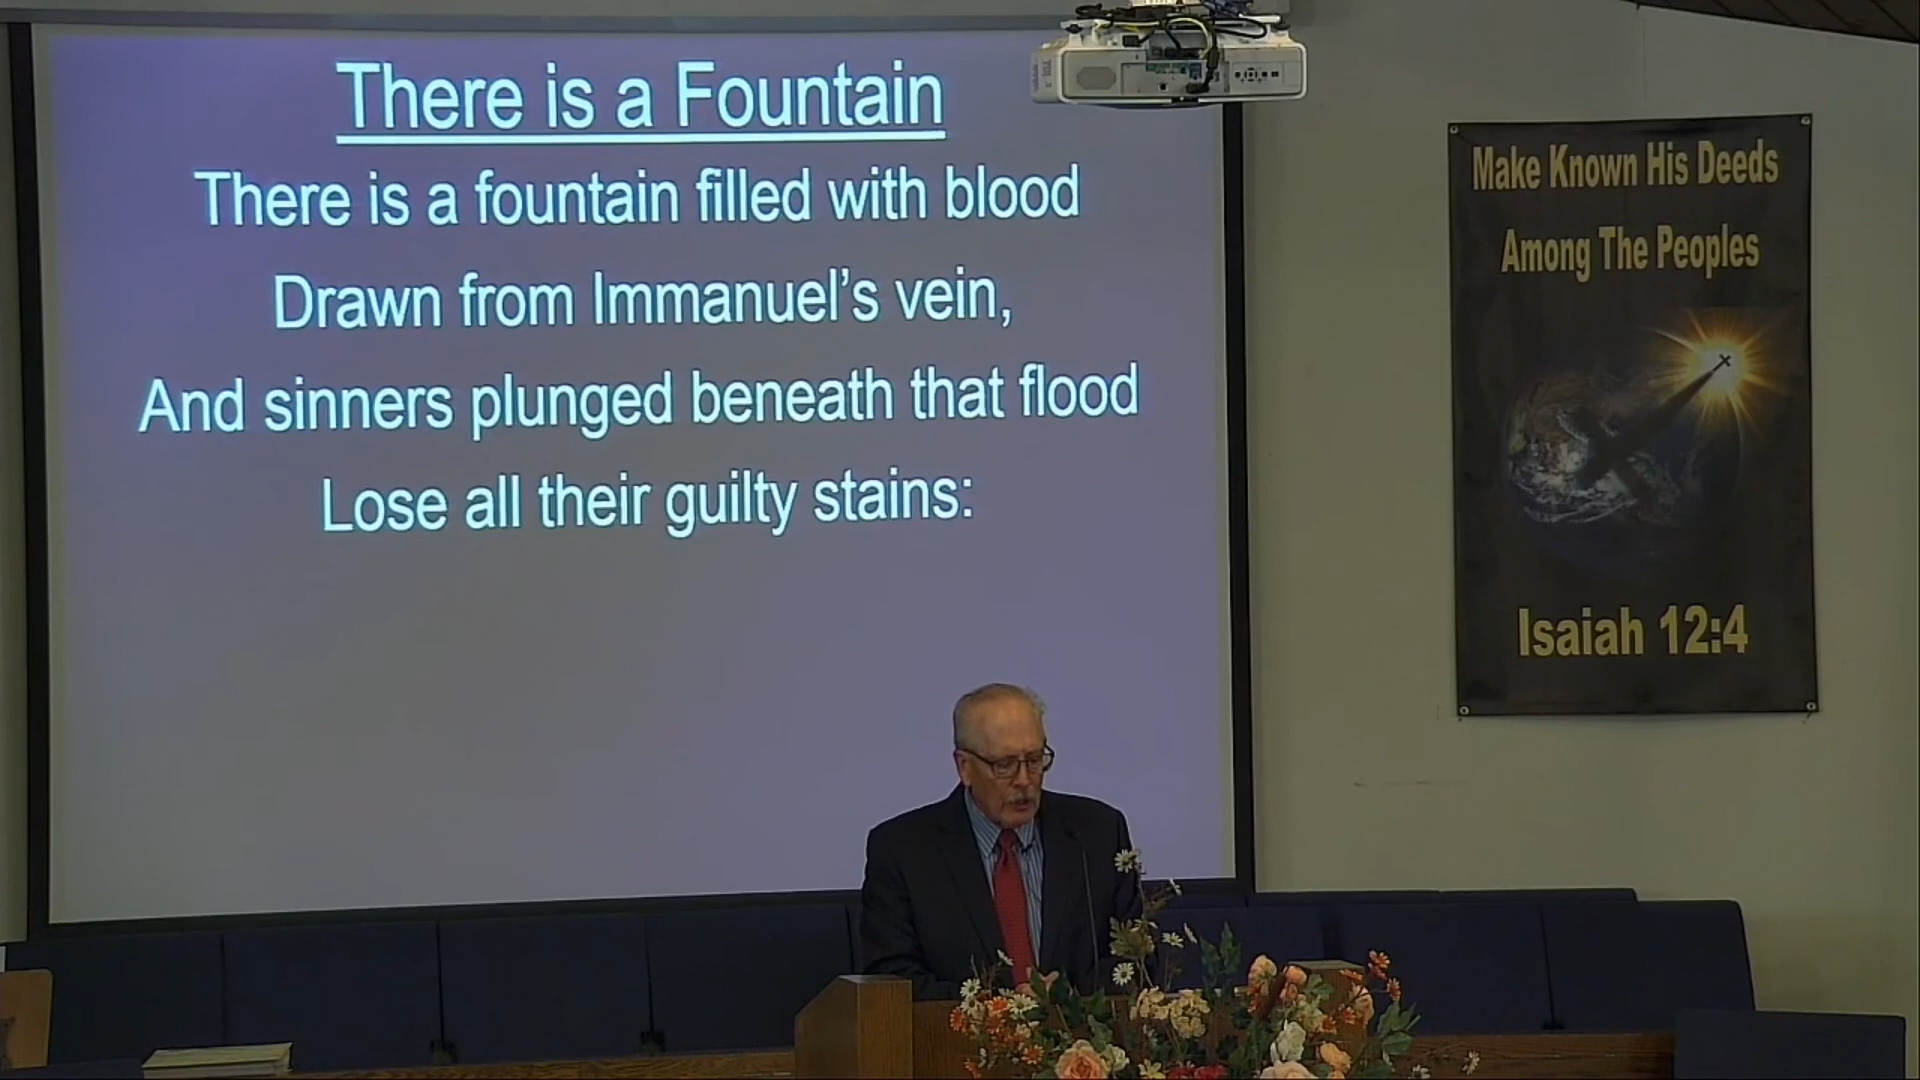 There is a Fountain
There is a fountain filled with blood
Drawn from Immanuel’s vein,
And sinners plunged beneath that flood
Lose all their guilty stains:
Make Known His Deeds
Among The Peoples
Isaiah 12:4